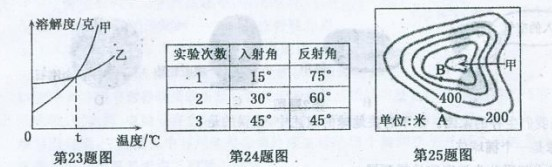 溶解度/克
甲
乙
0
t
温度/℃
第23题图
实验次数 入射角 反射角
1 15° 75°
2 30° 60°
3 45° 45°
第24题图
B
甲
400
单位:米 A
200
第25题图